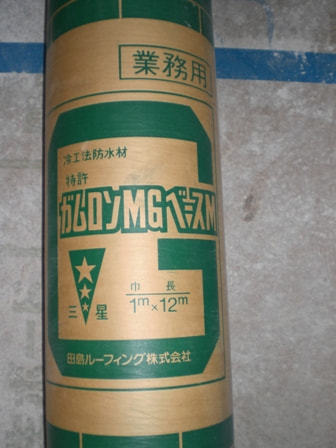 業務用
冷工法防水材
特許
ガムロンMGベースM
三星
巾 長
1m×12m
田島ルーフィング株式会社